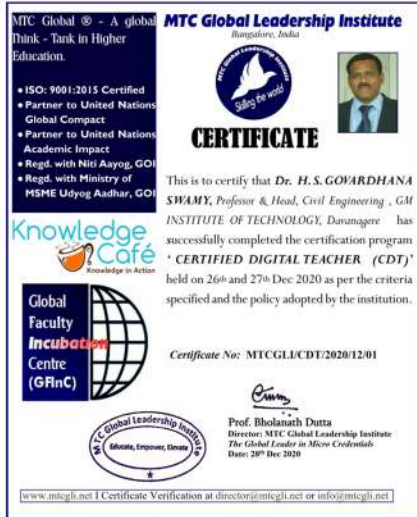 MTC Global ® - A global
Think - Tank in Higher
Education.
• ISO: 9001:2015 Certified
• Partner to United Nations
Global Compact
• Partner to United Nations
Academic Impact
• Regd. with Niti Aayog, GOI
• Regd. with Ministry of
MSME Udyog Aadhar, GOI
Knowledge
Café
Knowledge in Action
Global
Faculty
Incubation
Centre
(GFInC)
MTC Global Leadership Institute
Bangalore, India
MTC Global Leadership Institute
Skilling the world
CERTIFICATE
This is to certify that Dr. H. S. GOVARDHANA
SWAMY, Professor & Head, Civil Engineering , GM
INSTITUTE OF TECHNOLOGY, Davanagere has
successfully completed the certification program
‘ CERTIFIED DIGITAL TEACHER (CDT)’
held on 26th and 27th Dec 2020 as per the criteria
specified and the policy adopted by the institution.
Certificate No: MTCGLI/CDT/2020/12/01
Prof. Bholanath Dutta
Director: MTC Global Leadership Institute
The Global Leader in Micro Credentials
Date: 28th Dec 2020
MTC Global Leadership Institute
Educate, Empower, Elevate
www.mtcgli.net I Certificate Verification at director@mtcgli.net or info@mtcgli.net